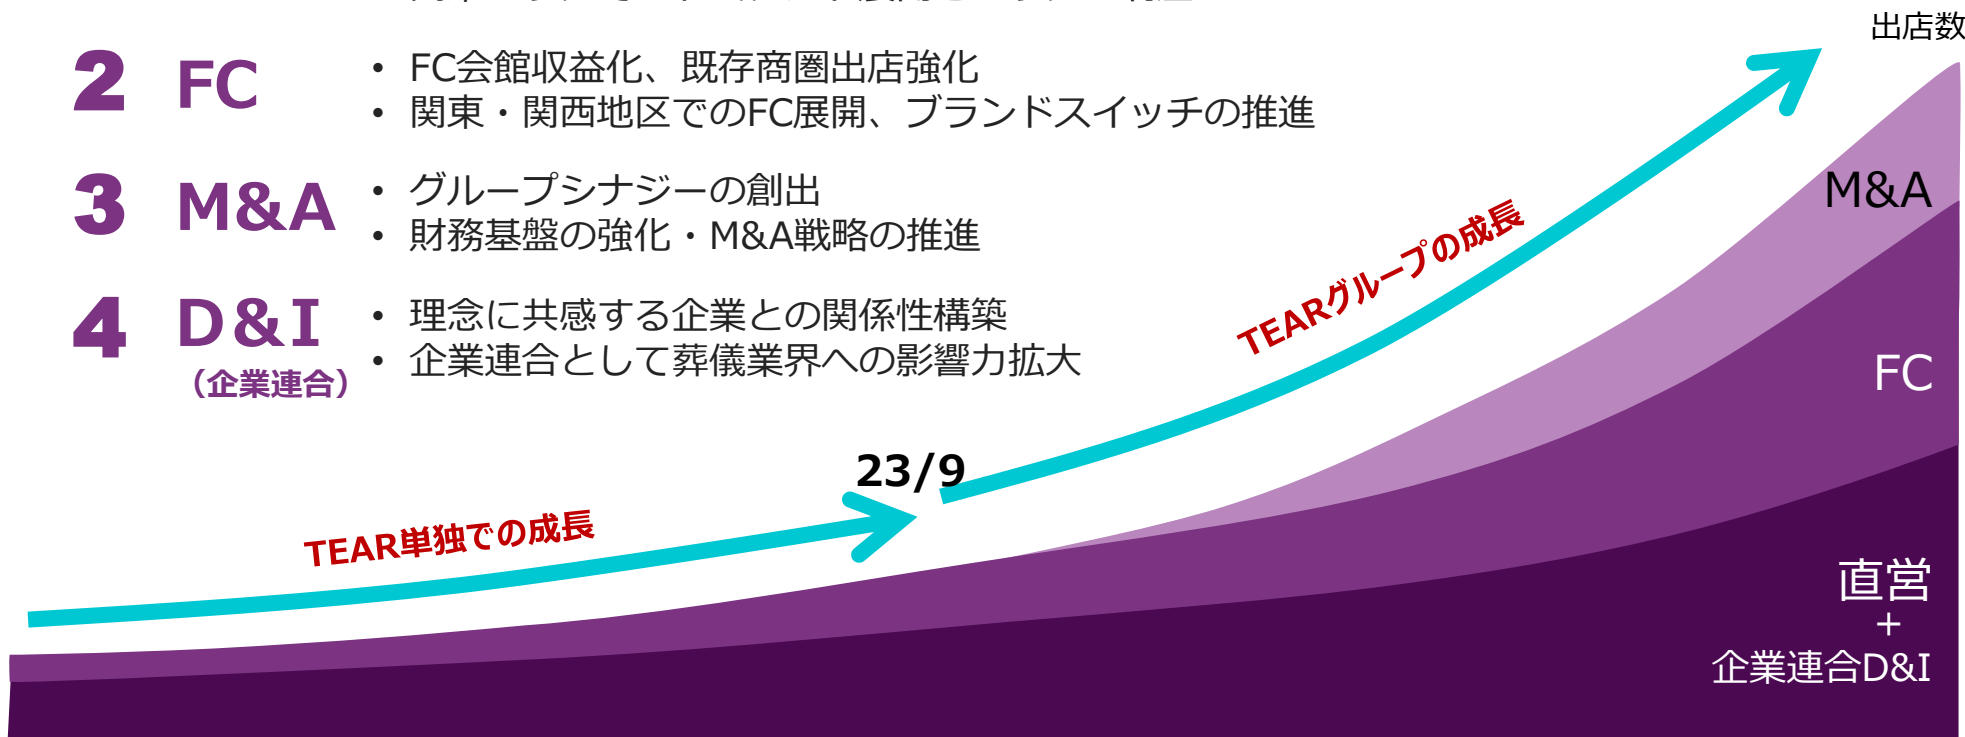 出店数
2 FC
• FC会館収益化、既存商圏出店強化
• 関東・関西地区でのFC展開、ブランドスイッチの推進
3 M&A
• グループシナジーの創出
• 財務基盤の強化・M&A戦略の推進
4 D&I
（企業連合）
• 理念に共感する企業との関係性構築
• 企業連合として葬儀業界への影響力拡大
TEAR単独での成長
23/9
TEARグループの成長
M&A
FC
直営
+
企業連合D&I